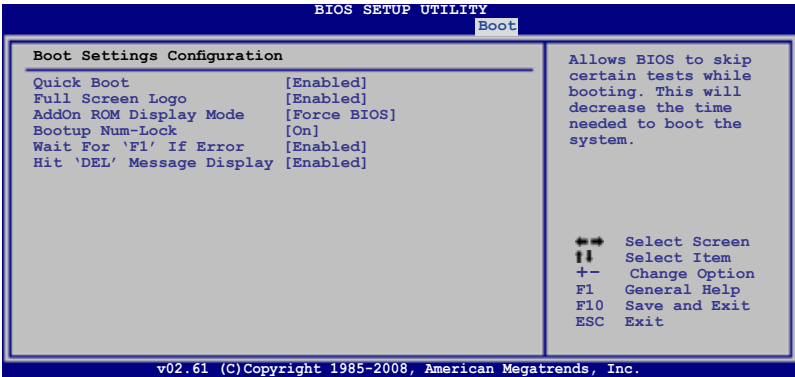 BIOS SETUP UTILITY
Boot
Boot Settings Configuration
Quick Boot [Enabled]
Full Screen Logo [Enabled]
AddOn ROM Display Mode [Force BIOS]
Bootup Num-Lock [On]
Wait For ‘F1’ If Error [Enabled]
Hit ‘DEL’ Message Display [Enabled]
Allows BIOS to skip
certain tests while
booting. This will
decrease the time
needed to boot the
system.
←→ Select Screen
↑↓ Select Item
+- Change Option
F1 General Help
F10 Save and Exit
ESC Exit
v02.61 (C)Copyright 1985-2008, American Megatrends, Inc.